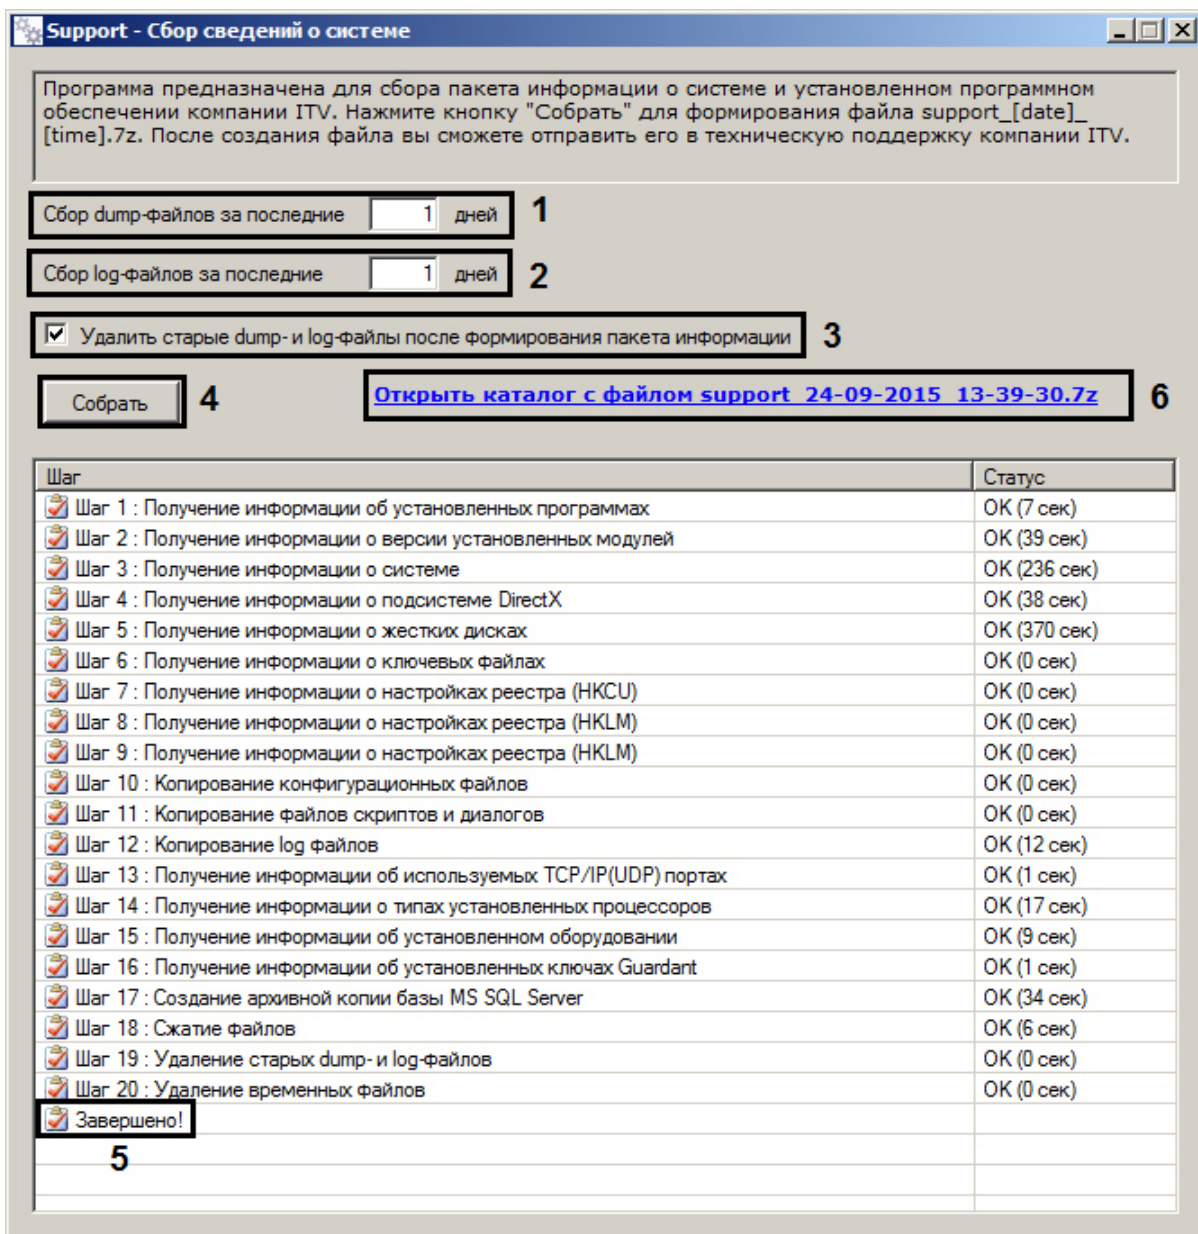 Support - Сбор сведений о системе
Программа предназначена для сбора пакета информации о системе и установленном программном
обеспечении компании ITV. Нажмите кнопку "Собрать" для формирования файла support_[date]_
[time].7z. После создания файла вы сможете отправить его в техническую поддержку компании ITV.
Сбор dump-файлов за последние 1 дней 1
Сбор log-файлов за последние 1 дней 2
Удалить старые dump- и log-файлы после формирования пакета информации 3
Собрать 4 Открыть каталог с файлом support_24-09-2015_13-39-30.7z 6
Шаг Статус
Шаг 1 : Получение информации об установленных программах OK (7 сек)
Шаг 2 : Получение информации о версии установленных модулей OK (39 сек)
Шаг 3 : Получение информации о системе OK (236 сек)
Шаг 4 : Получение информации о подсистеме DirectX OK (38 сек)
Шаг 5 : Получение информации о жестких дисках OK (370 сек)
Шаг 6 : Получение информации о ключевых файлах OK (0 сек)
Шаг 7 : Получение информации о настройках реестра (HKCU) OK (0 сек)
Шаг 8 : Получение информации о настройках реестра (HKLM) OK (0 сек)
Шаг 9 : Получение информации о настройках реестра (HKLM) OK (0 сек)
Шаг 10 : Копирование конфигурационных файлов OK (0 сек)
Шаг 11 : Копирование файлов скриптов и диалогов OK (0 сек)
Шаг 12 : Копирование log файлов OK (12 сек)
Шаг 13 : Получение информации об используемых TCP/IP(UDP) портах OK (1 сек)
Шаг 14 : Получение информации о типах установленных процессоров OK (17 сек)
Шаг 15 : Получение информации об установленном оборудовании OK (9 сек)
Шаг 16 : Получение информации об установленных ключах Guardant OK (1 сек)
Шаг 17 : Создание архивной копии базы MS SQL Server OK (34 сек)
Шаг 18 : Сжатие файлов OK (6 сек)
Шаг 19 : Удаление старых dump- и log-файлов OK (0 сек)
Шаг 20 : Удаление временных файлов OK (0 сек)
Завершено!
5